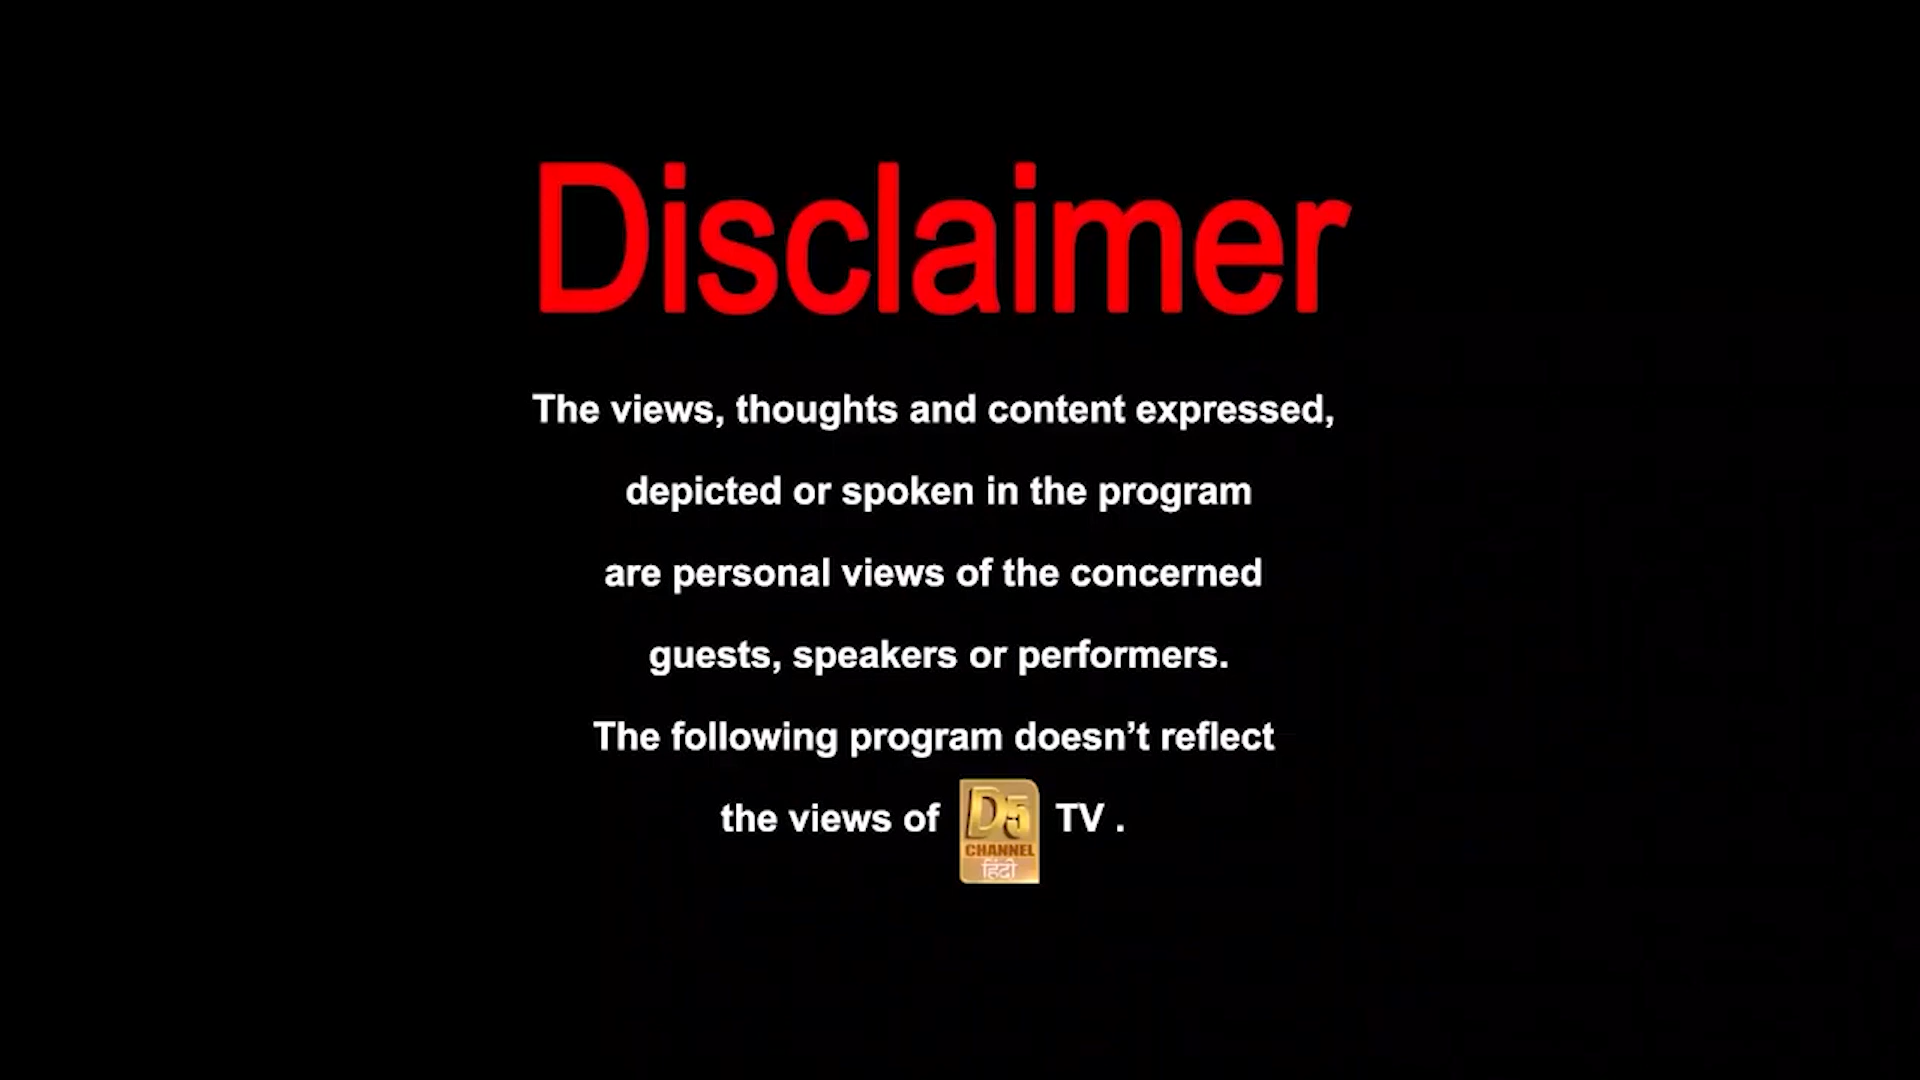 Disclaimer
The views, thoughts and content expressed,
depicted or spoken in the program
are personal views of the concerned
guests, speakers or performers.
The following program doesn’t reflect
the views of D5 CHANNEL हिंदी TV .